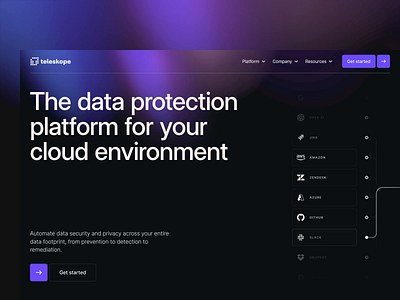 teleskope
Platform
Company
Resources
Get started
The data protection
platform for your
cloud environment
JIRA
AMAZON
ZENDESK
AZURE
GITHUB
SLACK
Automate data security and privacy across your entire
data footprint, from prevention to detection to
remediation.
Get started